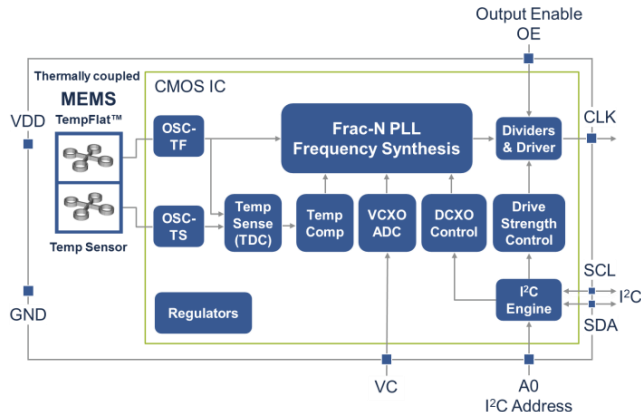 Output Enable
OE
Thermally coupled
MEMS
TempFlat™
CMOS IC
VDD
CLK
OSC-
TF
Frac-N PLL
Frequency Synthesis
Dividers
& Driver
Temp Sensor
OSC-
TS
Temp
Sense
(TDC)
Temp
Comp
VCXO
ADC
DCXO
Control
Drive
Strength
Control
GND
Regulators
I²C
Engine
SCL
I²C
SDA
VC
A0
I²C Address